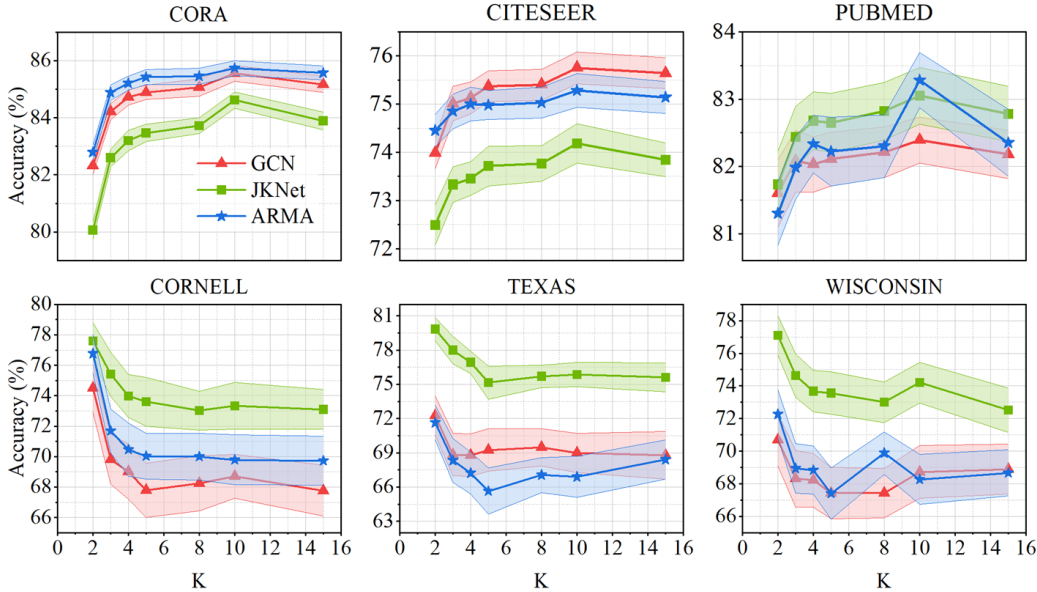 CORA
CITESEER
PUBMED
Accuracy (%)
86
84
82
80
GCN
JKNet
ARMA
76
75
74
73
72
84
83
82
81
CORNELL
TEXAS
WISCONSIN
Accuracy (%)
80
78
76
74
72
70
68
66
81
78
75
72
69
66
63
78
76
74
72
70
68
66
0 2 4 6 8 10 12 14 16
0 2 4 6 8 10 12 14 16
0 2 4 6 8 10 12 14 16
K
K
K